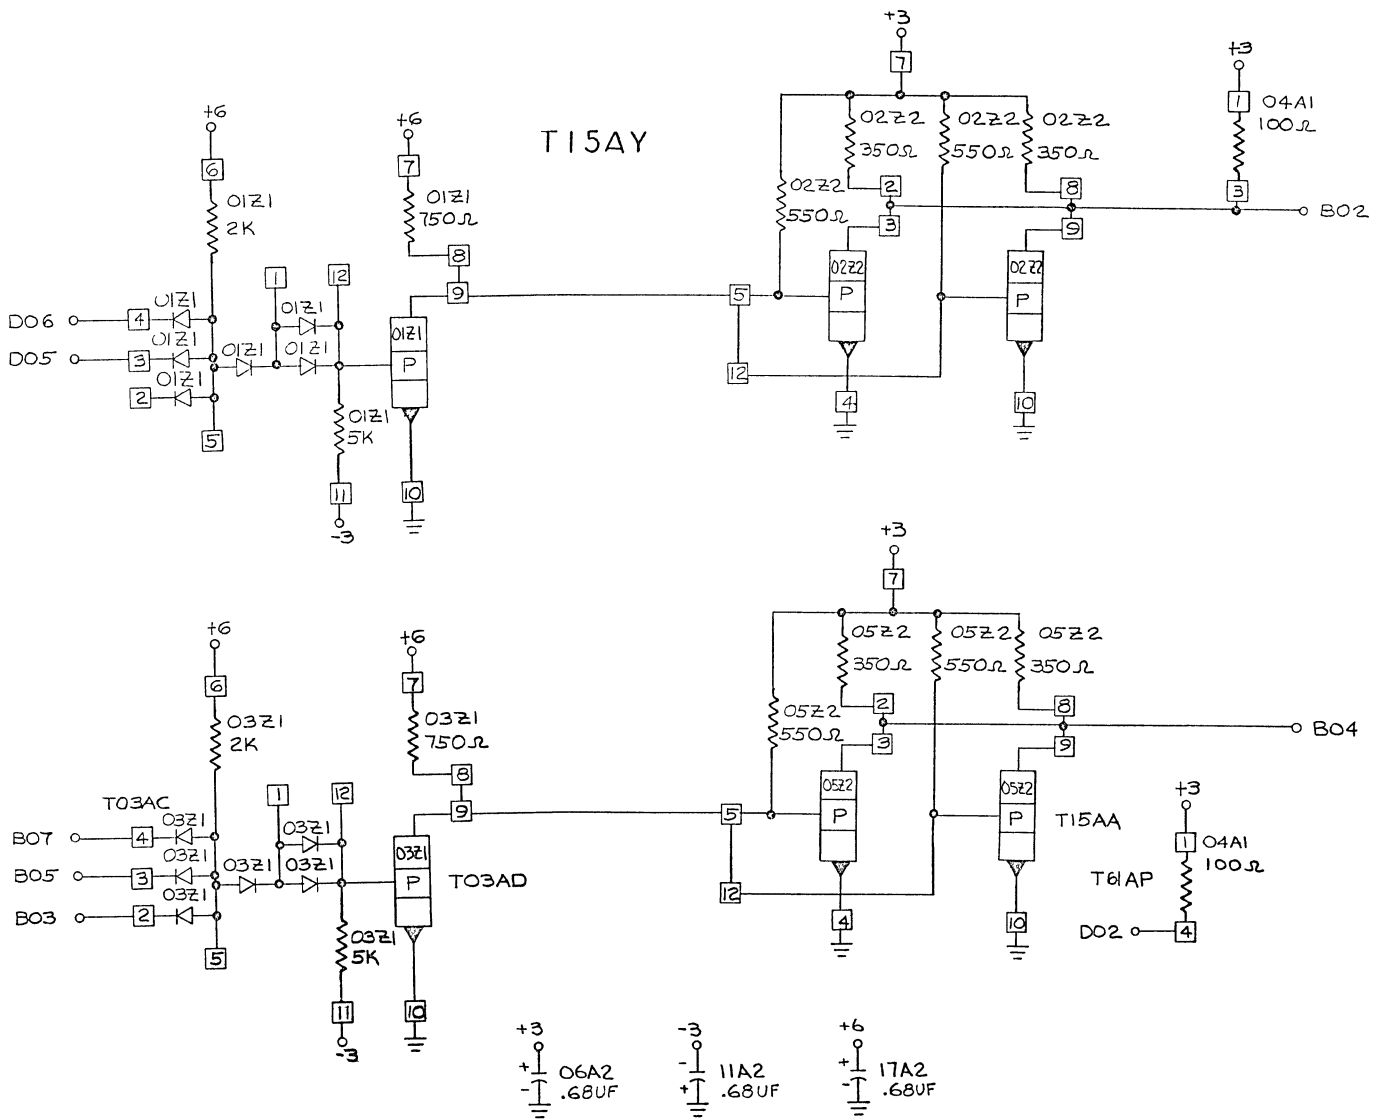 +3
7
+3
1
04A1
100Ω
+6
+6
T15AY
02Z2
350Ω
02Z2
550Ω
02Z2
350Ω
6
7
01Z1
2K
01Z1
750Ω
02Z2
550Ω
2
8
3
B02
3
9
8
1
12
9
5
02Z2
P
02Z2
P
D06
4
01Z1
01Z1
01Z1
P
D05
3
01Z1
01Z1
01Z1
2
01Z1
12
4
10
5
01Z1
5K
11
10
-3
+3
7
+6
+6
05Z2
350Ω
05Z2
550Ω
05Z2
350Ω
6
7
03Z1
2K
03Z1
750Ω
05Z2
550Ω
2
8
B04
3
9
8
1
12
9
5
05Z2
P
05Z2
P
T15AA
+3
1
04A1
100Ω
T61AP
D02
4
T03AC
B07
4
03Z1
03Z1
03Z1
P
T03AD
B05
3
03Z1
03Z1
03Z1
B03
2
03Z1
12
4
10
5
03Z1
5K
11
10
-3
+3
+
-
06A2
.68UF
-3
-
+
11A2
.68UF
+6
+
-
17A2
.68UF